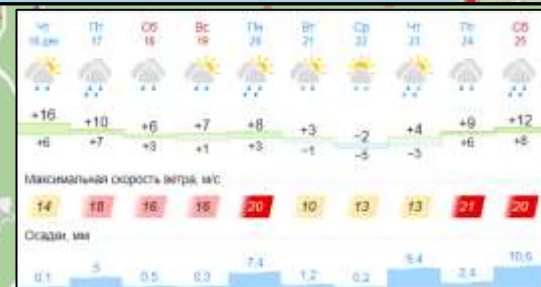 Чт Пт Сб Вс Пн Вт Ср Чт Пт Сб
16 дек 17 18 19 20 21 22 23 24 25
+16 +10 +6 +7 +8 +3 −2 +4 +9 +12
+6 +7 +3 +1 +3 −1 −5 −3 +6 +8
Максимальная скорость ветра, м/с
14 18 16 16 20 10 13 13 21 20
Осадки, мм
0,1 5 0,5 0,3 7,4 1,2 0,2 9,4 2,6 10,6